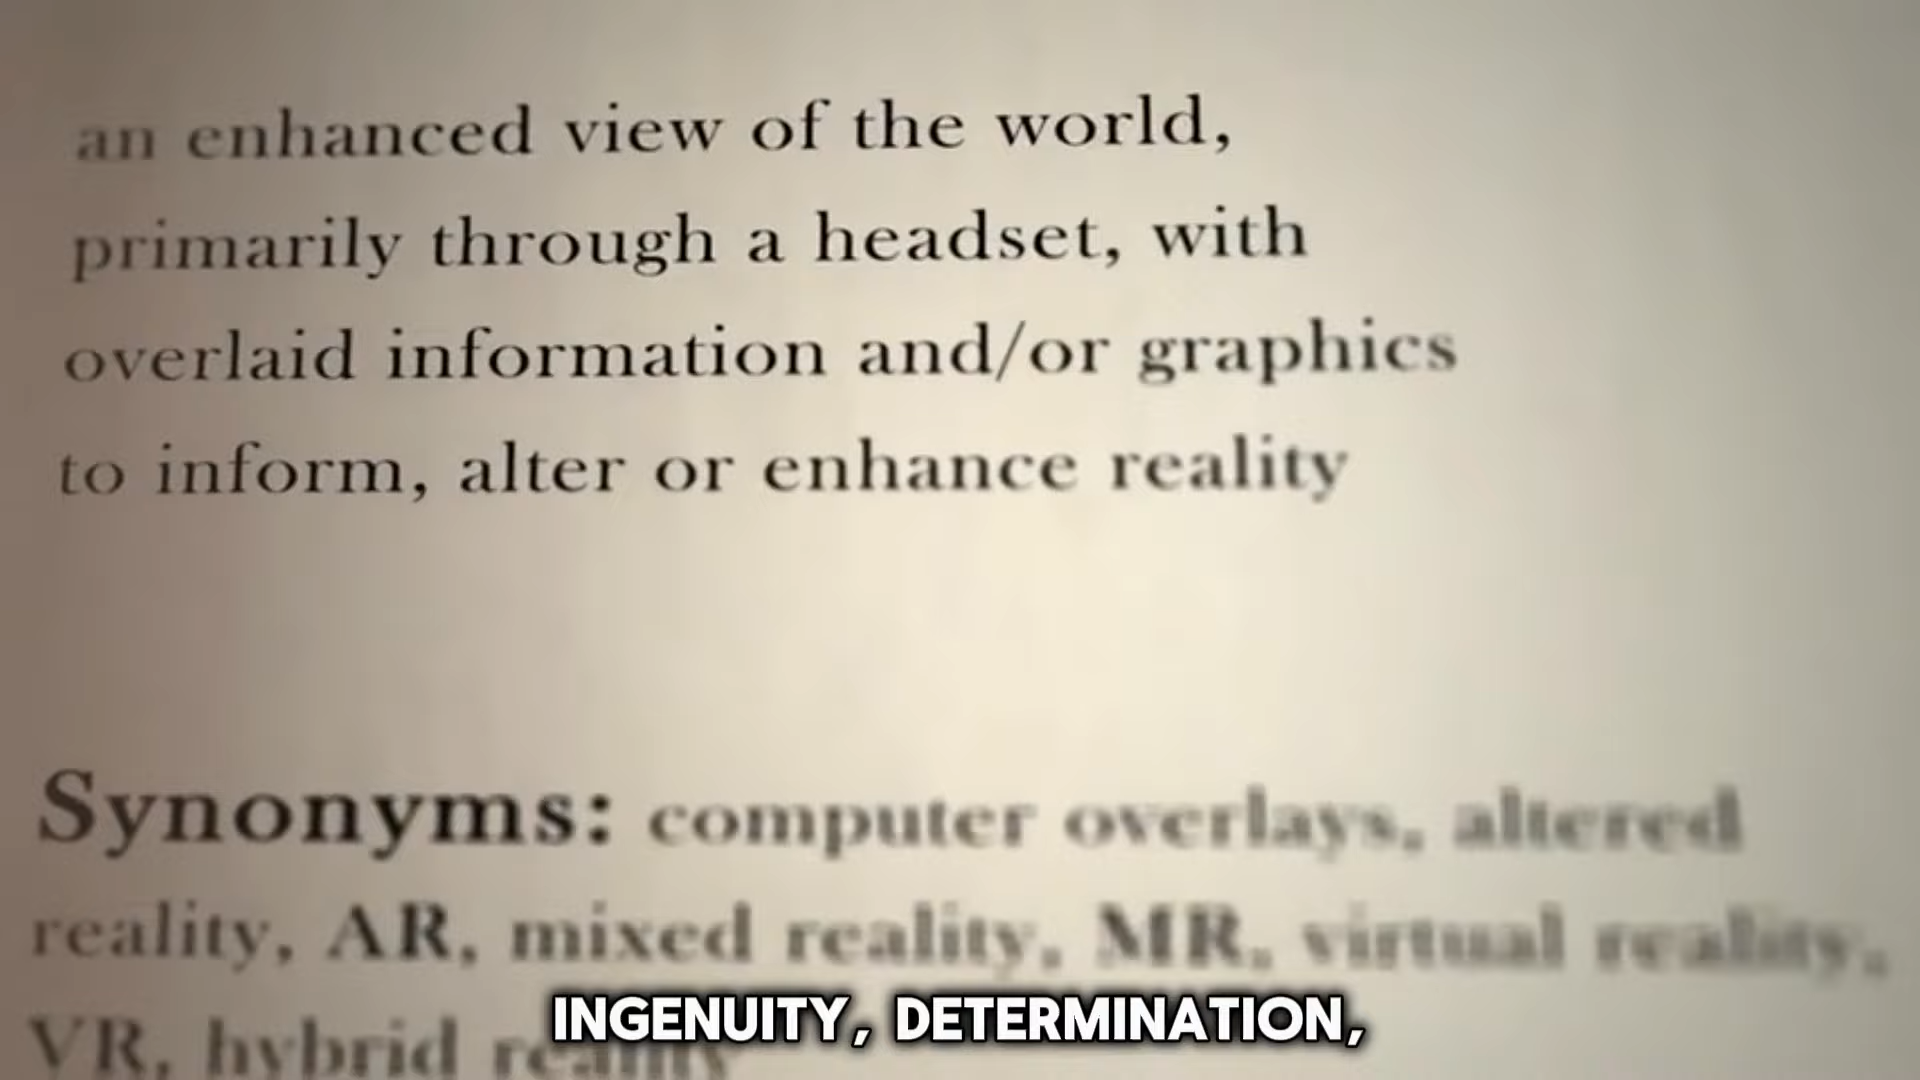 an enhanced view of the world,
primarily through a headset, with
overlaid information and/or graphics
to inform, alter or enhance reality
Synonyms: computer overlays, altered
reality, AR, mixed reality, MR, virtual reality,
VR, hybrid reality
INGENUITY, DETERMINATION,